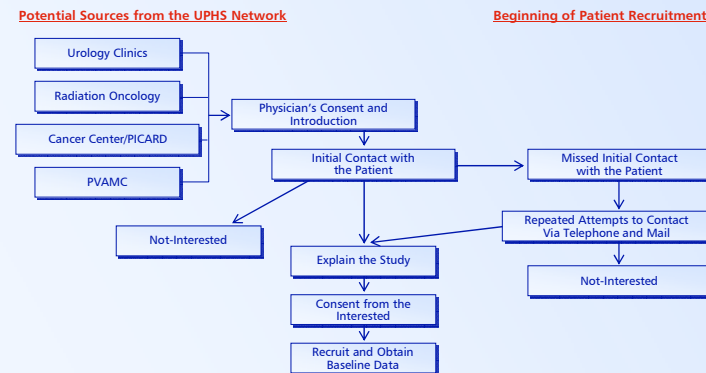 Potential Sources from the UPHS Network
Beginning of Patient Recruitment
Urology Clinics
Radiation Oncology
Cancer Center/PICARD
PVAMC
Physician's Consent and
Introduction
Initial Contact with
the Patient
Missed Initial Contact
with the Patient
Not-Interested
Repeated Attempts to Contact
Via Telephone and Mail
Explain the Study
Not-Interested
Consent from the
Interested
Recruit and Obtain
Baseline Data